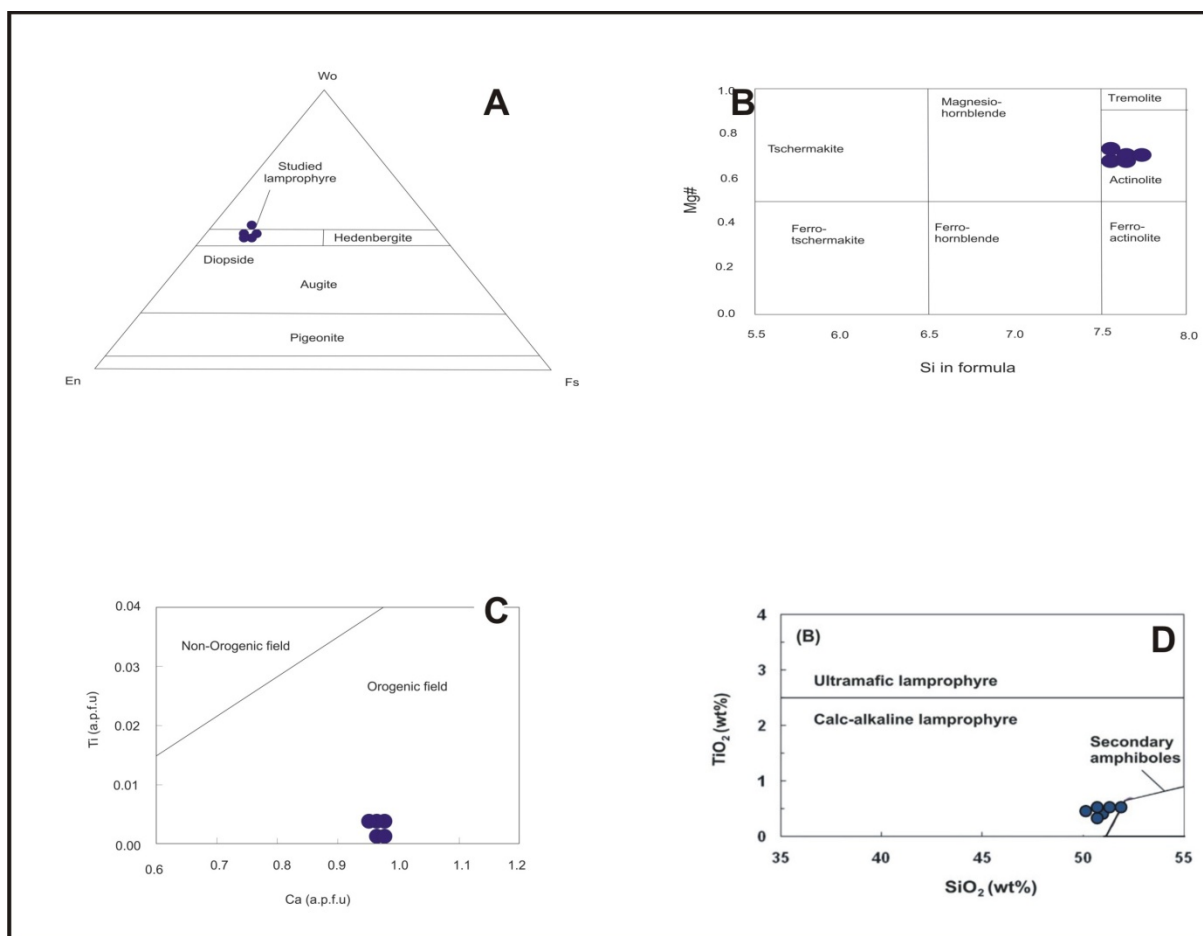 A
Wo
Studied
lamprophyre
Hedenbergite
Diopside
Augite
Pigeonite
En
Fs
B
1.0
0.8
0.6
0.4
0.2
0.0
Mg#
Magnesio-
hornblende
Tremolite
Tschermakite
Actinolite
Ferro-
tschermakite
Ferro-
hornblende
Ferro-
actinolite
5.5
6.0
6.5
7.0
7.5
8.0
Si in formula
C
0.04
0.03
0.02
0.01
0.00
Ti (a.p.f.u)
Non-Orogenic field
Orogenic field
0.6
0.7
0.8
0.9
1.0
1.1
1.2
Ca (a.p.f.u)
(B)
D
4
3
2
1
0
TiO2 (wt%)
Ultramafic lamprophyre
Calc-alkaline lamprophyre
Secondary
amphiboles
35
40
45
50
55
SiO2 (wt%)